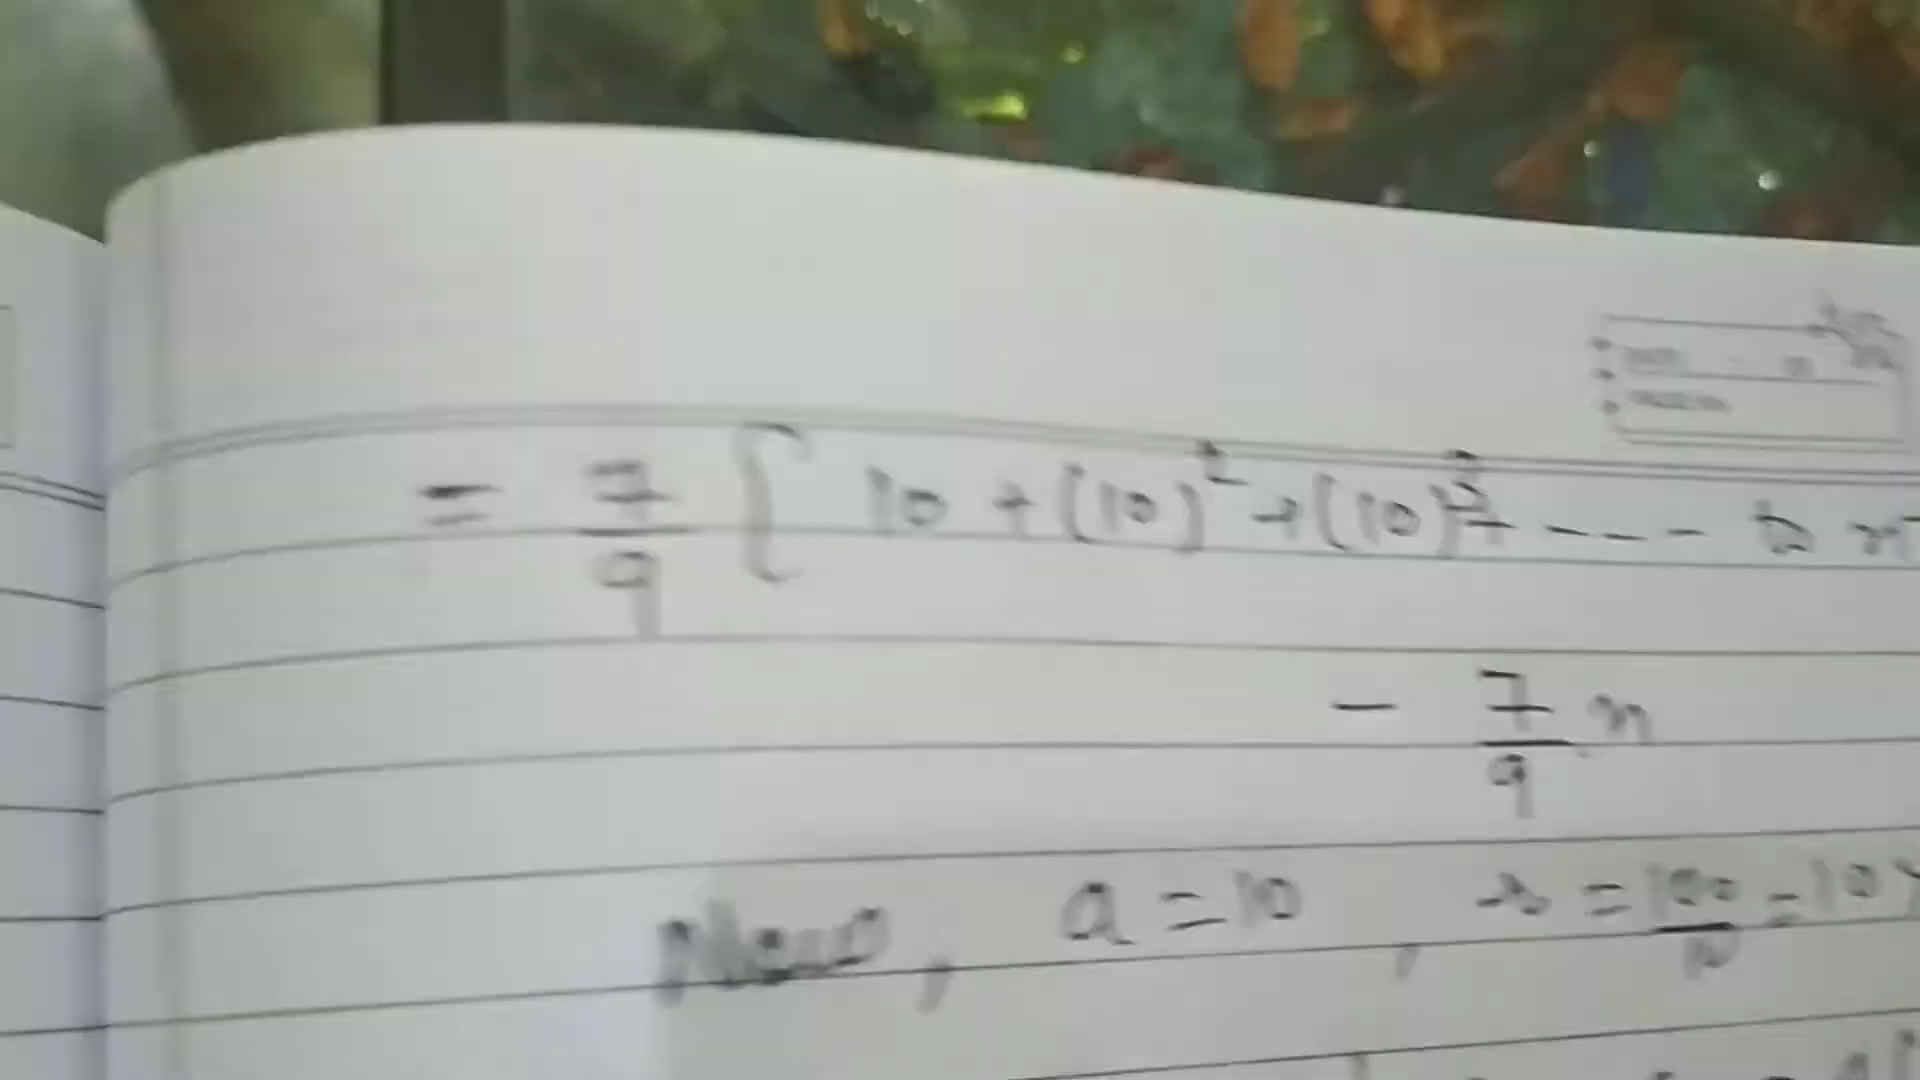 = 7/9 [ 10 + (10)² + (10)³ + ---- to n
- 7/9 n
Now, a = 10 , r = 100/10 = 10 >